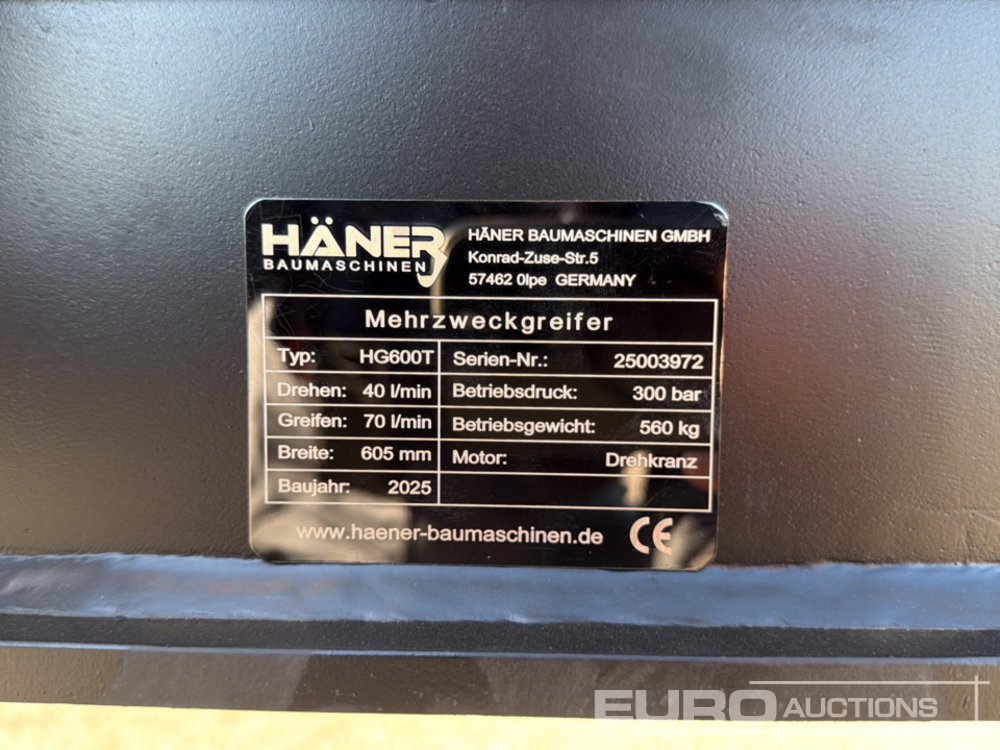 HÄNER
BAUMASCHINEN
HÄNER BAUMASCHINEN GMBH
Konrad-Zuse-Str.5
57462 Olpe GERMANY
Mehrzweckgreifer
Typ: HG600T Serien-Nr.: 25003972
Drehen: 40 l/min Betriebsdruck: 300 bar
Greifen: 70 l/min Betriebsgewicht: 560 kg
Breite: 605 mm Motor: Drehkranz
Baujahr: 2025
www.haener-baumaschinen.de CE
EURO AUCTIONS